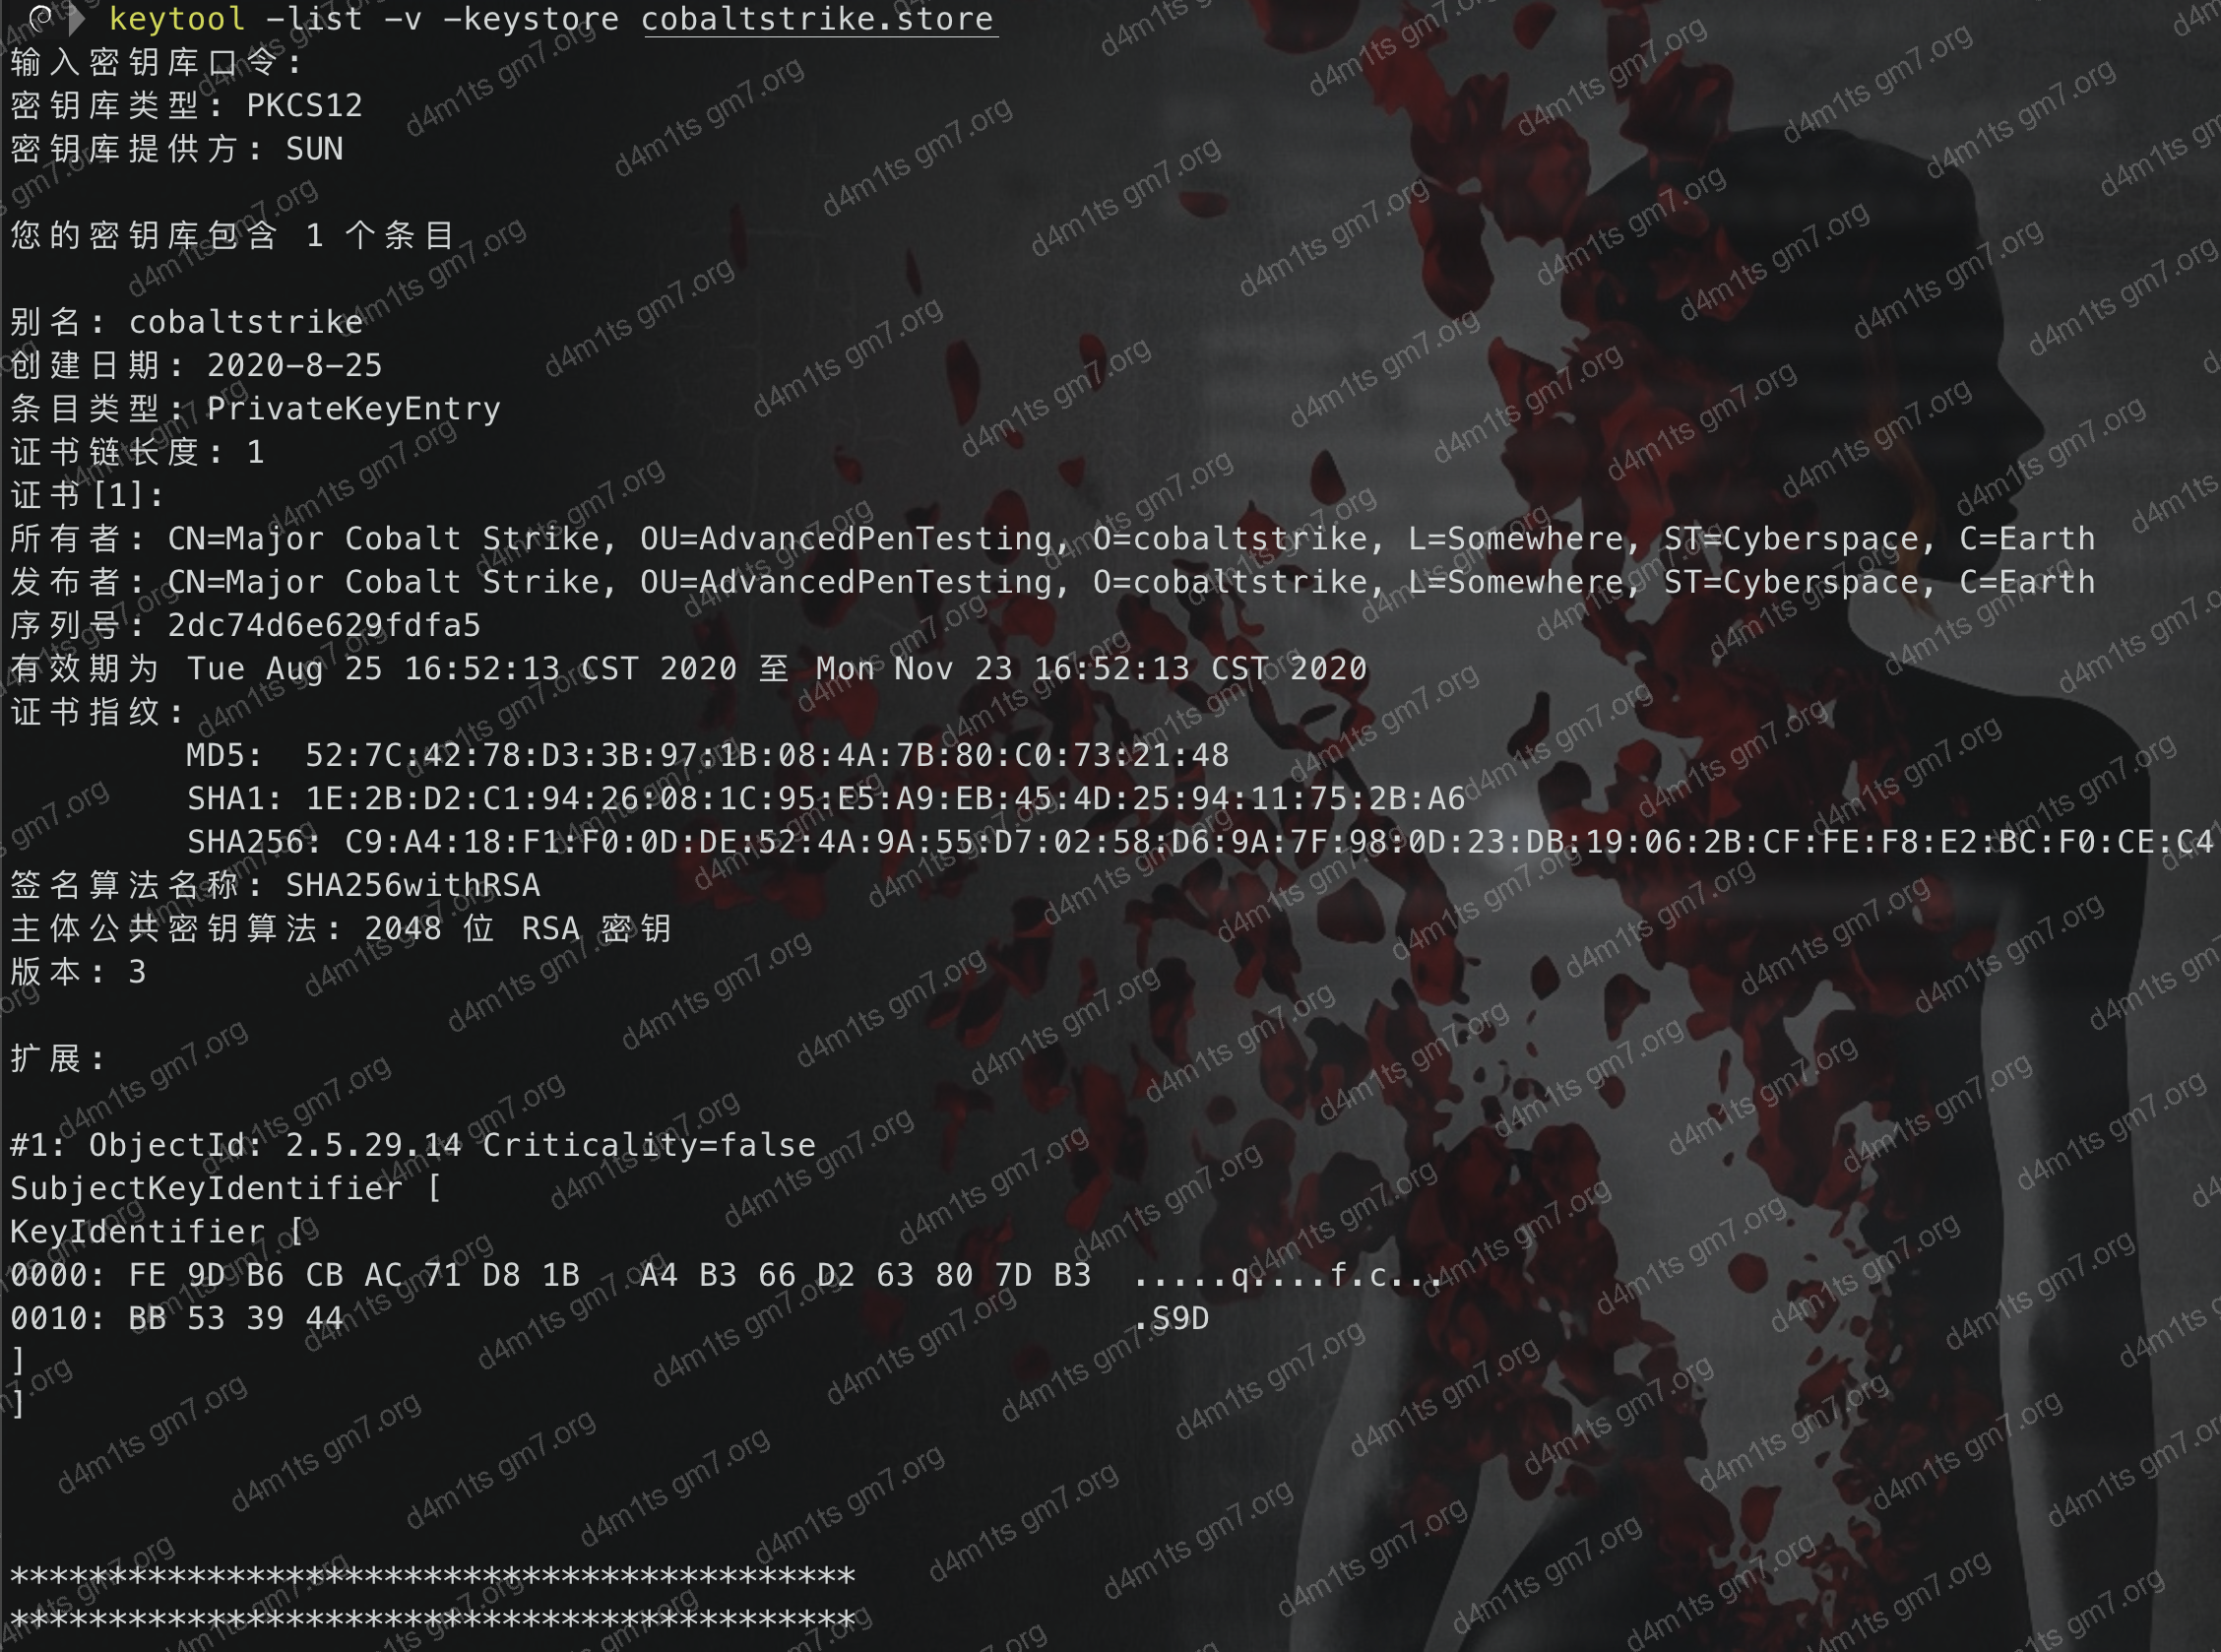 keytool -list -v -keystore cobaltstrike.store
输入密钥库口令:
密钥库类型: PKCS12
密钥库提供方: SUN
您的密钥库包含 1 个条目
别名: cobaltstrike
创建日期: 2020-8-25
条目类型: PrivateKeyEntry
证书链长度: 1
证书[1]:
所有者: CN=Major Cobalt Strike, OU=AdvancedPenTesting, O=cobaltstrike, L=Somewhere, ST=Cyberspace, C=Earth
发布者: CN=Major Cobalt Strike, OU=AdvancedPenTesting, O=cobaltstrike, L=Somewhere, ST=Cyberspace, C=Earth
序列号: 2dc74d6e629fdfa5
有效期为 Tue Aug 25 16:52:13 CST 2020 至 Mon Nov 23 16:52:13 CST 2020
证书指纹:
MD5:  52:7C:42:78:D3:3B:97:1B:08:4A:7B:80:C0:73:21:48
SHA1: 1E:2B:D2:C1:94:26:08:1C:95:E5:A9:EB:45:4D:25:94:11:75:2B:A6
SHA256: C9:A4:18:F1:F0:0D:DE:52:4A:9A:55:D7:02:58:D6:9A:7F:98:0D:23:DB:19:06:2B:CF:FE:F8:E2:BC:F0:CE:C4
签名算法名称: SHA256withRSA
主体公共密钥算法: 2048 位 RSA 密钥
版本: 3
扩展:
#1: ObjectId: 2.5.29.14 Criticality=false
SubjectKeyIdentifier [
KeyIdentifier [
0000: FE 9D B6 CB AC 71 D8 1B   A4 B3 66 D2 63 80 7D B3  .....q....f.c...
0010: BB 53 39 44                                        .S9D
]
]
*******************************************
*******************************************
d4m1ts gm7.org